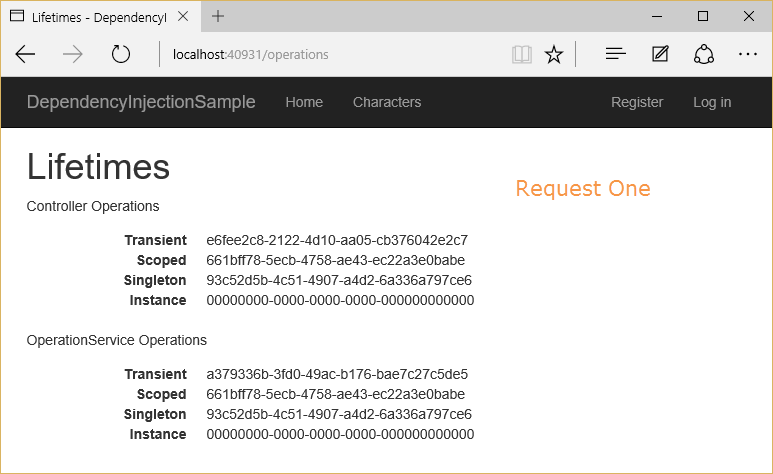 Lifetimes - DependencyI
localhost:40931/operations
DependencyInjectionSample Home Characters Register Log in
Lifetimes
Request One
Controller Operations
Transient e6fee2c8-2122-4d10-aa05-cb376042e2c7
Scoped 661bff78-5ecb-4758-ae43-ec22a3e0babe
Singleton 93c52d5b-4c51-4907-a4d2-6a336a797ce6
Instance 00000000-0000-0000-0000-000000000000
OperationService Operations
Transient a379336b-3fd0-49ac-b176-bae7c27c5de5
Scoped 661bff78-5ecb-4758-ae43-ec22a3e0babe
Singleton 93c52d5b-4c51-4907-a4d2-6a336a797ce6
Instance 00000000-0000-0000-0000-000000000000